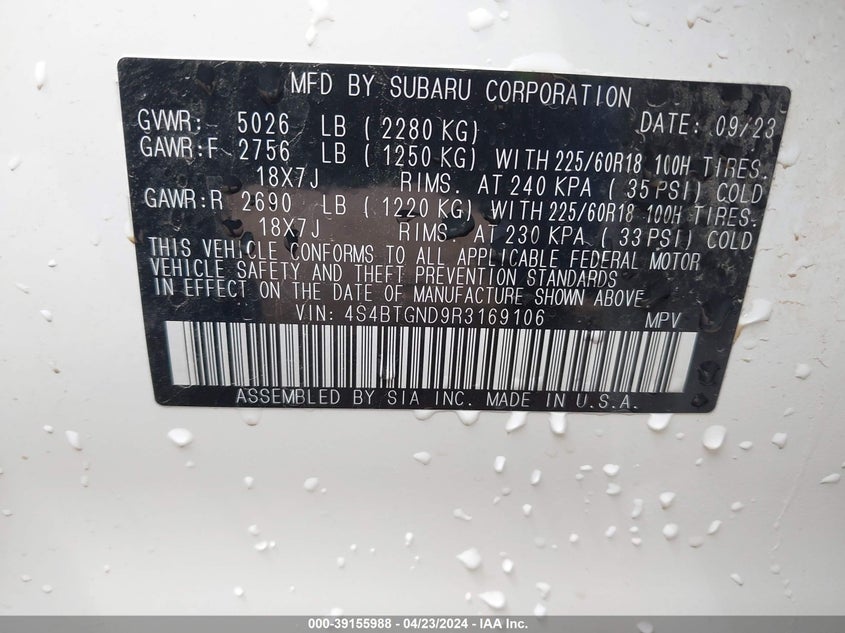 MFD BY SUBARU CORPORATION
GVWR: 5026 LB ( 2280 KG) DATE: 09/23
GAWR:F 2756 LB ( 1250 KG) WITH 225/60R18 100H TIRES.
18X7J RIMS. AT 240 KPA ( 35 PSI) COLD
GAWR:R 2690 LB ( 1220 KG) WITH 225/60R18 100H TIRES.
18X7J RIMS. AT 230 KPA ( 33 PSI) COLD
THIS VEHICLE CONFORMS TO ALL APPLICABLE FEDERAL MOTOR
VEHICLE SAFETY AND THEFT PREVENTION STANDARDS
IN EFFECT ON THE DATE OF MANUFACTURE SHOWN ABOVE.
VIN: 4S4BTGND9R3169106 MPV
ASSEMBLED BY SIA INC. MADE IN U.S.A.
000-39155988 - 04/23/2024 - IAA Inc.